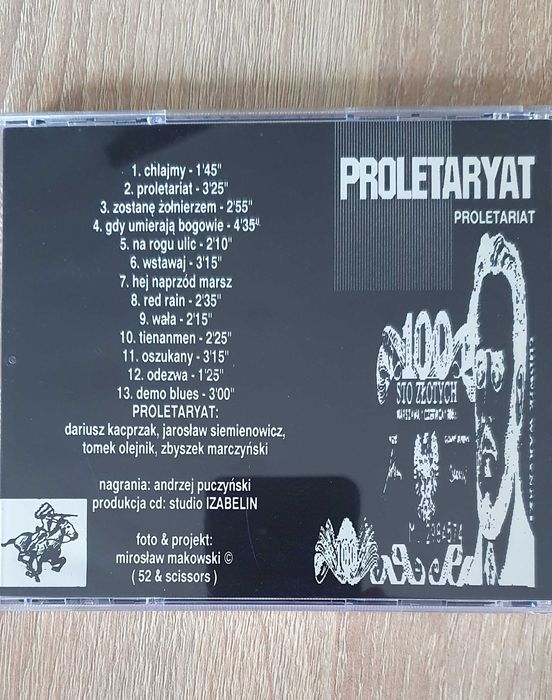 1. chlajmy - 1'45"
2. proletariat - 3'25"
3. zostanę żołnierzem - 2'55"
4. gdy umierają bogowie - 4'35"
5. na rogu ulic - 2'10"
6. wstawaj - 3'15"
7. hej naprzód marsz
8. red rain - 2'35"
9. wała - 2'15"
10. tienanmen - 2'25"
11. oszukany - 3'15"
12. odezwa - 1'25"
13. demo blues - 3'00"
PROLETARYAT:
dariusz kacprzak, jarosław siemienowicz,
tomek olejnik, zbyszek marczyński
nagrania: andrzej puczyński
produkcja cd: studio IZABELIN
foto & projekt:
mirosław makowski ©
( 52 & scissors )
PROLETARYAT
PROLETARIAT
100
STO ZŁOTYCH
100